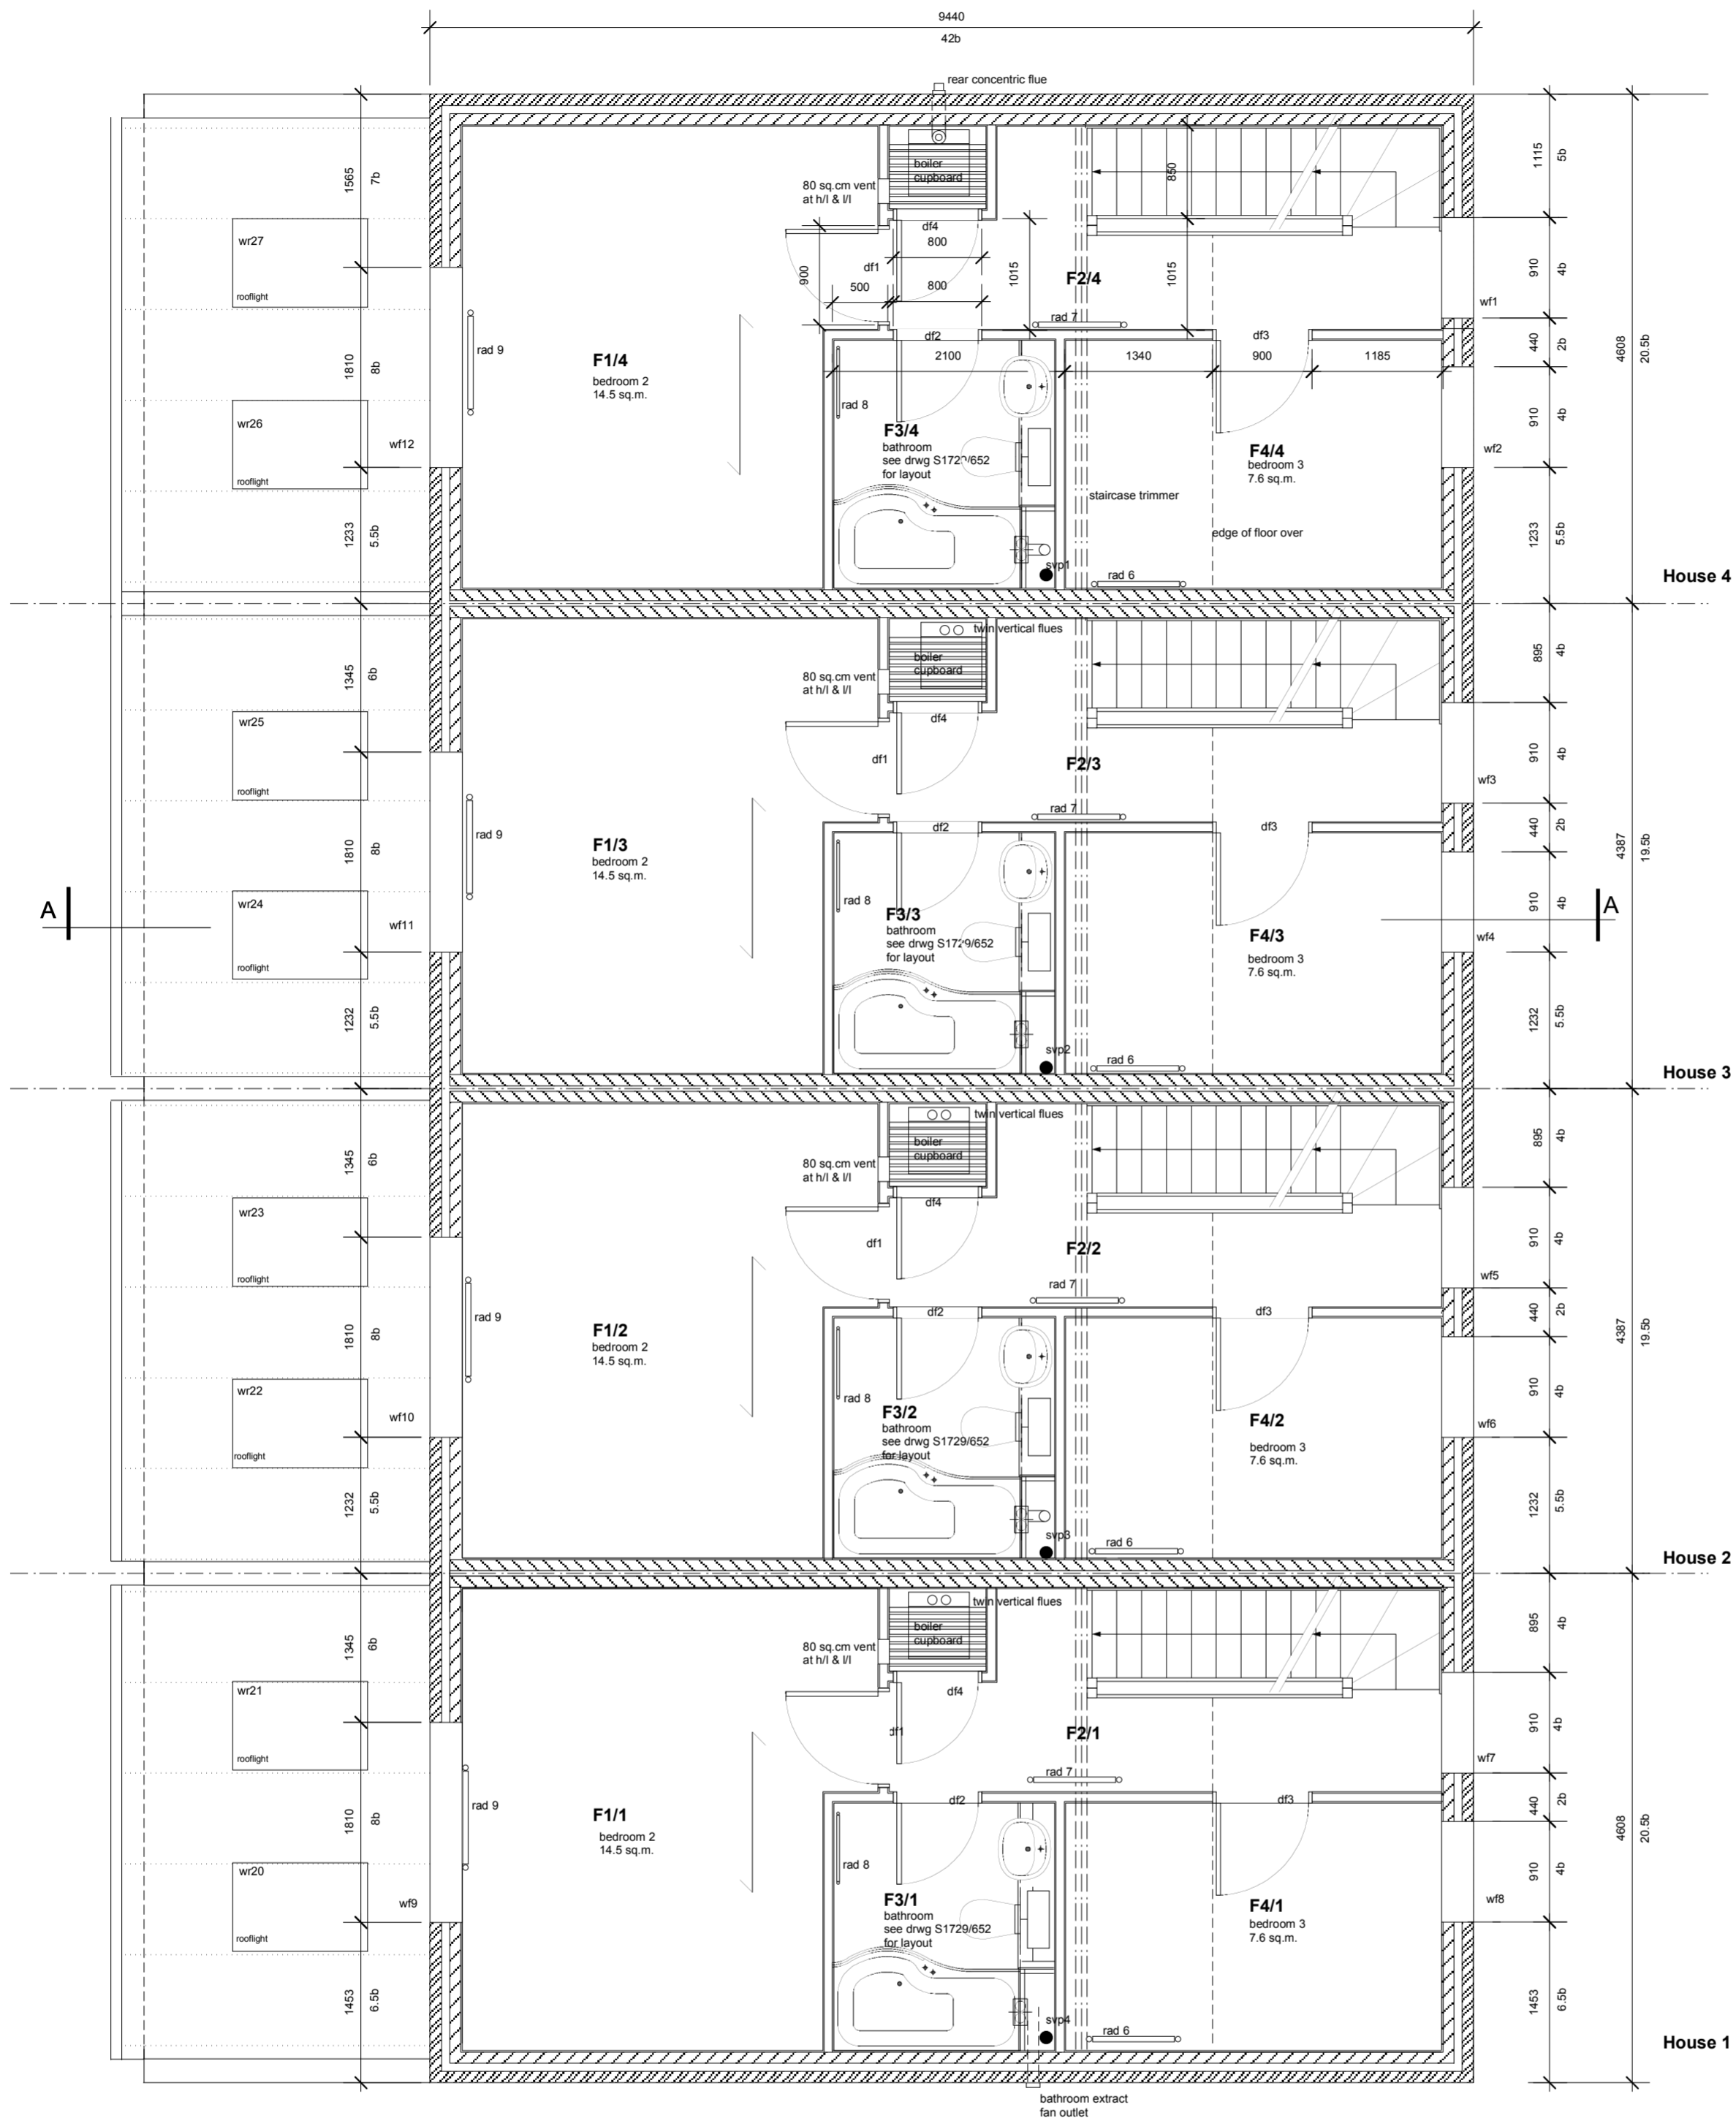 9440
42b
rear concentric flue
1565
7b
wr27
rooflight
1810
8b
wr26
rooflight
wf12
1233
5.5b
rad 9
F1/4
bedroom 2
14.5 sq.m.
80 sq.cm vent
at h/l & l/l
boiler
cupboard
df4
800
df1
900
500
800
1015
850
1015
F2/4
rad 7
df2
2100
1340
df3
900
1185
rad 8
F3/4
bathroom
for layout
F4/4
bedroom 3
7.6 sq.m.
staircase trimmer
edge of floor over
svp1
rad 6
1115
5b
910
4b
wf1
440
2b
910
4b
wf2
1233
5.5b
4608
20.5b
House 4
1345
6b
wr25
rooflight
1810
8b
wr24
rooflight
wf11
1232
5.5b
A
rad 9
F1/3
bedroom 2
14.5 sq.m.
80 sq.cm vent
at h/l & l/l
twin vertical flues
boiler
cupboard
df4
df1
F2/3
rad 7
df2
df3
rad 8
F3/3
bathroom
see drwg S1729/652
for layout
F4/3
bedroom 3
7.6 sq.m.
svp2
rad 6
895
4b
910
4b
wf3
440
2b
910
4b
A
wf4
1232
5.5b
4387
19.5b
House 3
1345
6b
wr23
rooflight
1810
8b
wr22
rooflight
wf10
1232
5.5b
rad 9
F1/2
bedroom 2
14.5 sq.m.
80 sq.cm vent
at h/l & l/l
twin vertical flues
boiler
cupboard
df4
df1
F2/2
rad 7
df2
df3
rad 8
F3/2
bathroom
see drwg S1729/652
for layout
F4/2
bedroom 3
7.6 sq.m.
svp3
rad 6
895
4b
910
4b
wf5
440
2b
910
4b
wf6
1232
5.5b
4387
19.5b
House 2
1345
6b
wr21
rooflight
1810
8b
wr20
rooflight
wf9
1453
6.5b
rad 9
F1/1
bedroom 2
14.5 sq.m.
80 sq.cm vent
at h/l & l/l
twin vertical flues
boiler
cupboard
df4
df1
F2/1
rad 7
df2
df3
rad 8
F3/1
bathroom
see drwg S1729/652
for layout
F4/1
bedroom 3
7.6 sq.m.
svp4
rad 6
895
4b
910
4b
wf7
440
2b
910
4b
wf8
1453
6.5b
4608
20.5b
House 1
bathroom extract
fan outlet